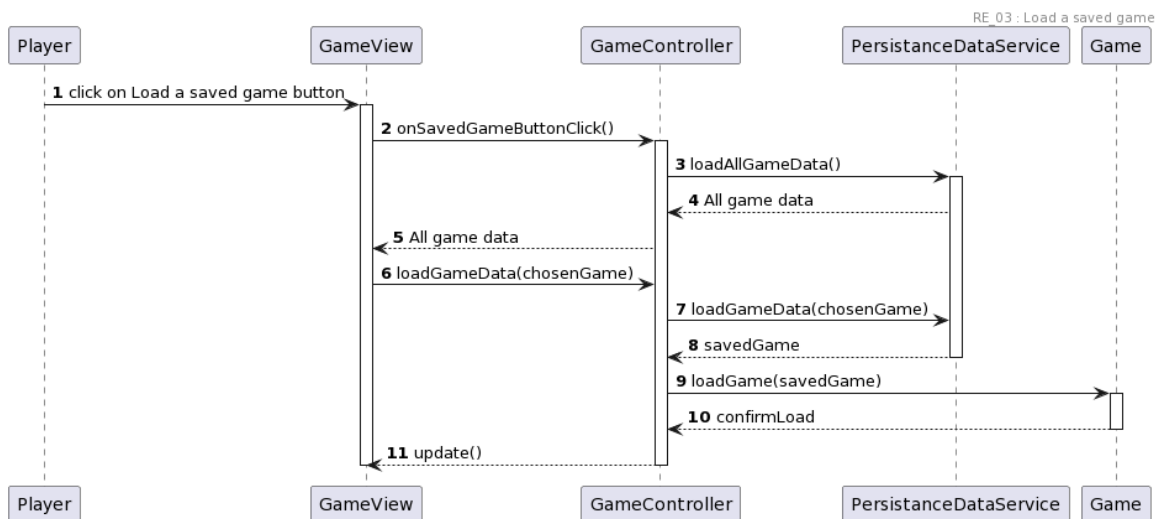 RE_03 : Load a saved game
Player GameView GameController PersistanceDataService Game
1 click on Load a saved game button
2 onSavedGameButtonClick()
3 loadAllGameData()
4 All game data
5 All game data
6 loadGameData(chosenGame)
7 loadGameData(chosenGame)
8 savedGame
9 loadGame(savedGame)
10 confirmLoad
11 update()
Player GameView GameController PersistanceDataService Game